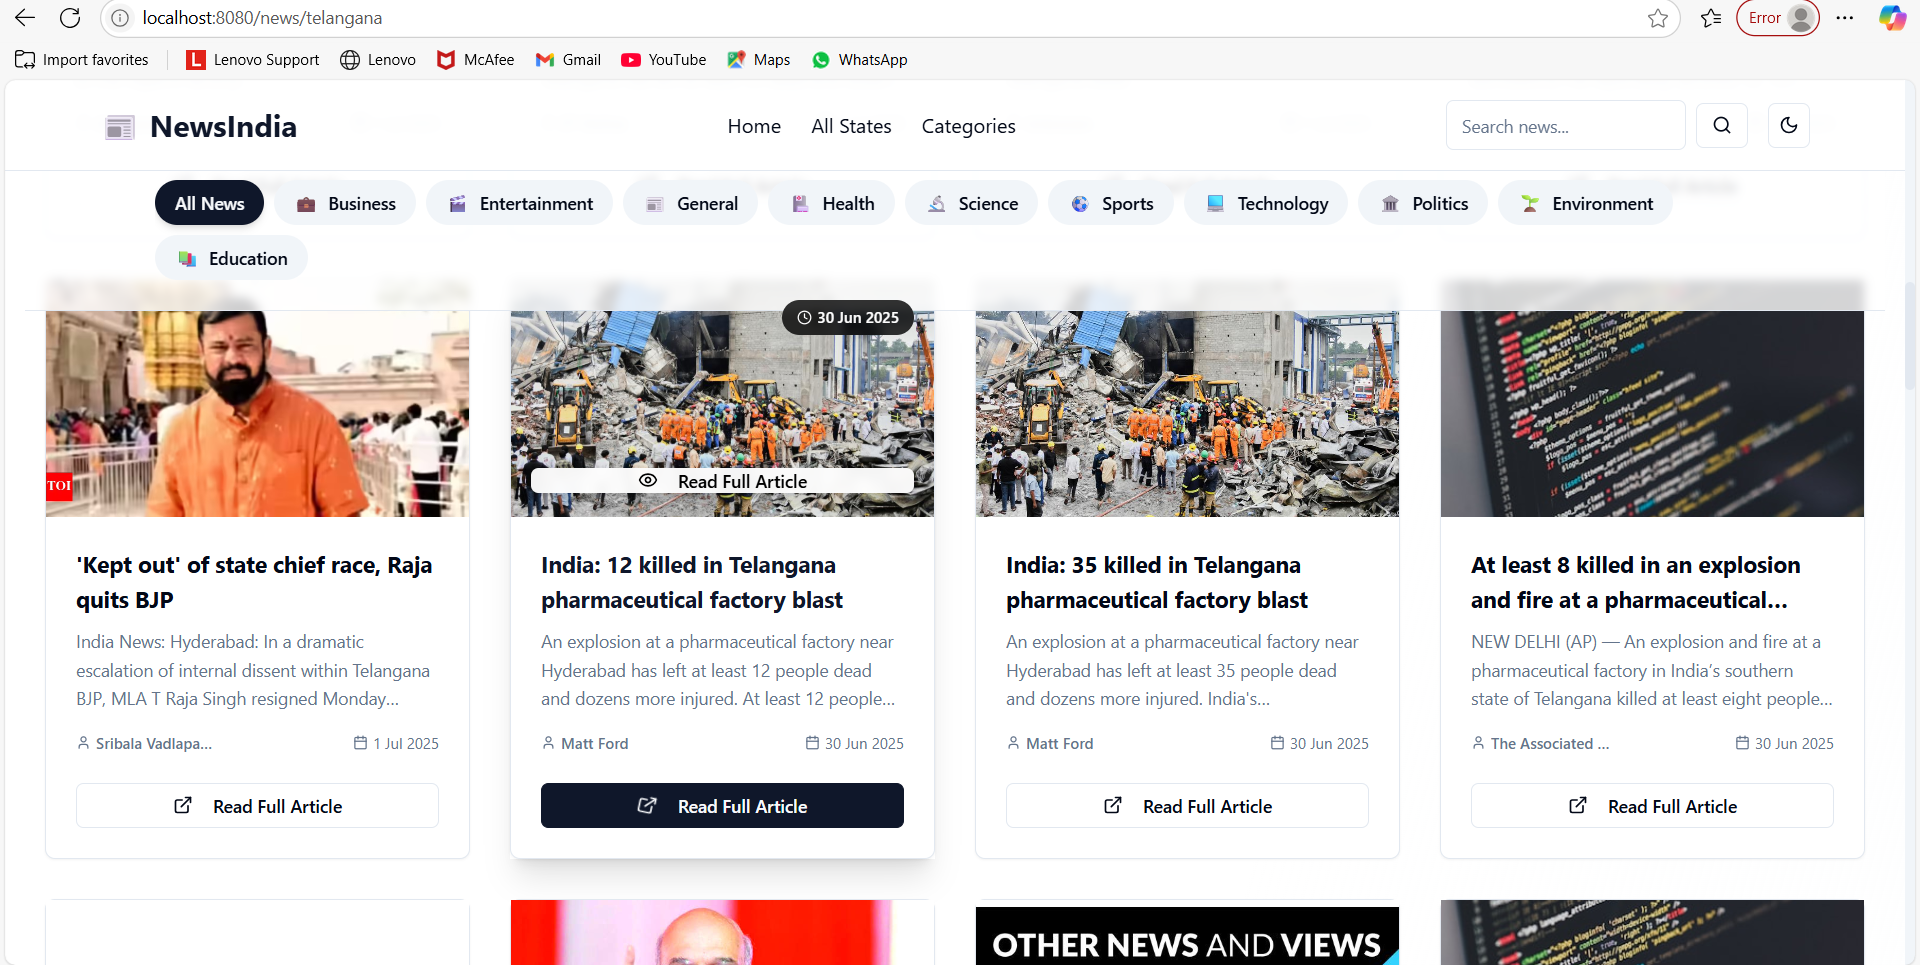 localhost:8080/news/telangana
Error
Import favorites
Lenovo Support
Lenovo
McAfee
Gmail
YouTube
Maps
WhatsApp
NewsIndia
Home
All States
Categories
Search news...
All News
Business
Entertainment
General
Health
Science
Sports
Technology
Politics
Environment
Education
TOI
'Kept out' of state chief race, Raja
quits BJP
India News: Hyderabad: In a dramatic
escalation of internal dissent within Telangana
BJP, MLA T Raja Singh resigned Monday...
Sribala Vadlapa...
1 Jul 2025
Read Full Article
30 Jun 2025
Read Full Article
India: 12 killed in Telangana
pharmaceutical factory blast
An explosion at a pharmaceutical factory near
Hyderabad has left at least 12 people dead
and dozens more injured. At least 12 people...
Matt Ford
30 Jun 2025
Read Full Article
India: 35 killed in Telangana
pharmaceutical factory blast
An explosion at a pharmaceutical factory near
Hyderabad has left at least 35 people dead
and dozens more injured. India's...
Matt Ford
30 Jun 2025
Read Full Article
At least 8 killed in an explosion
and fire at a pharmaceutical...
NEW DELHI (AP) — An explosion and fire at a
pharmaceutical factory in India’s southern
state of Telangana killed at least eight people...
The Associated ...
30 Jun 2025
Read Full Article
OTHER NEWS AND VIEWS